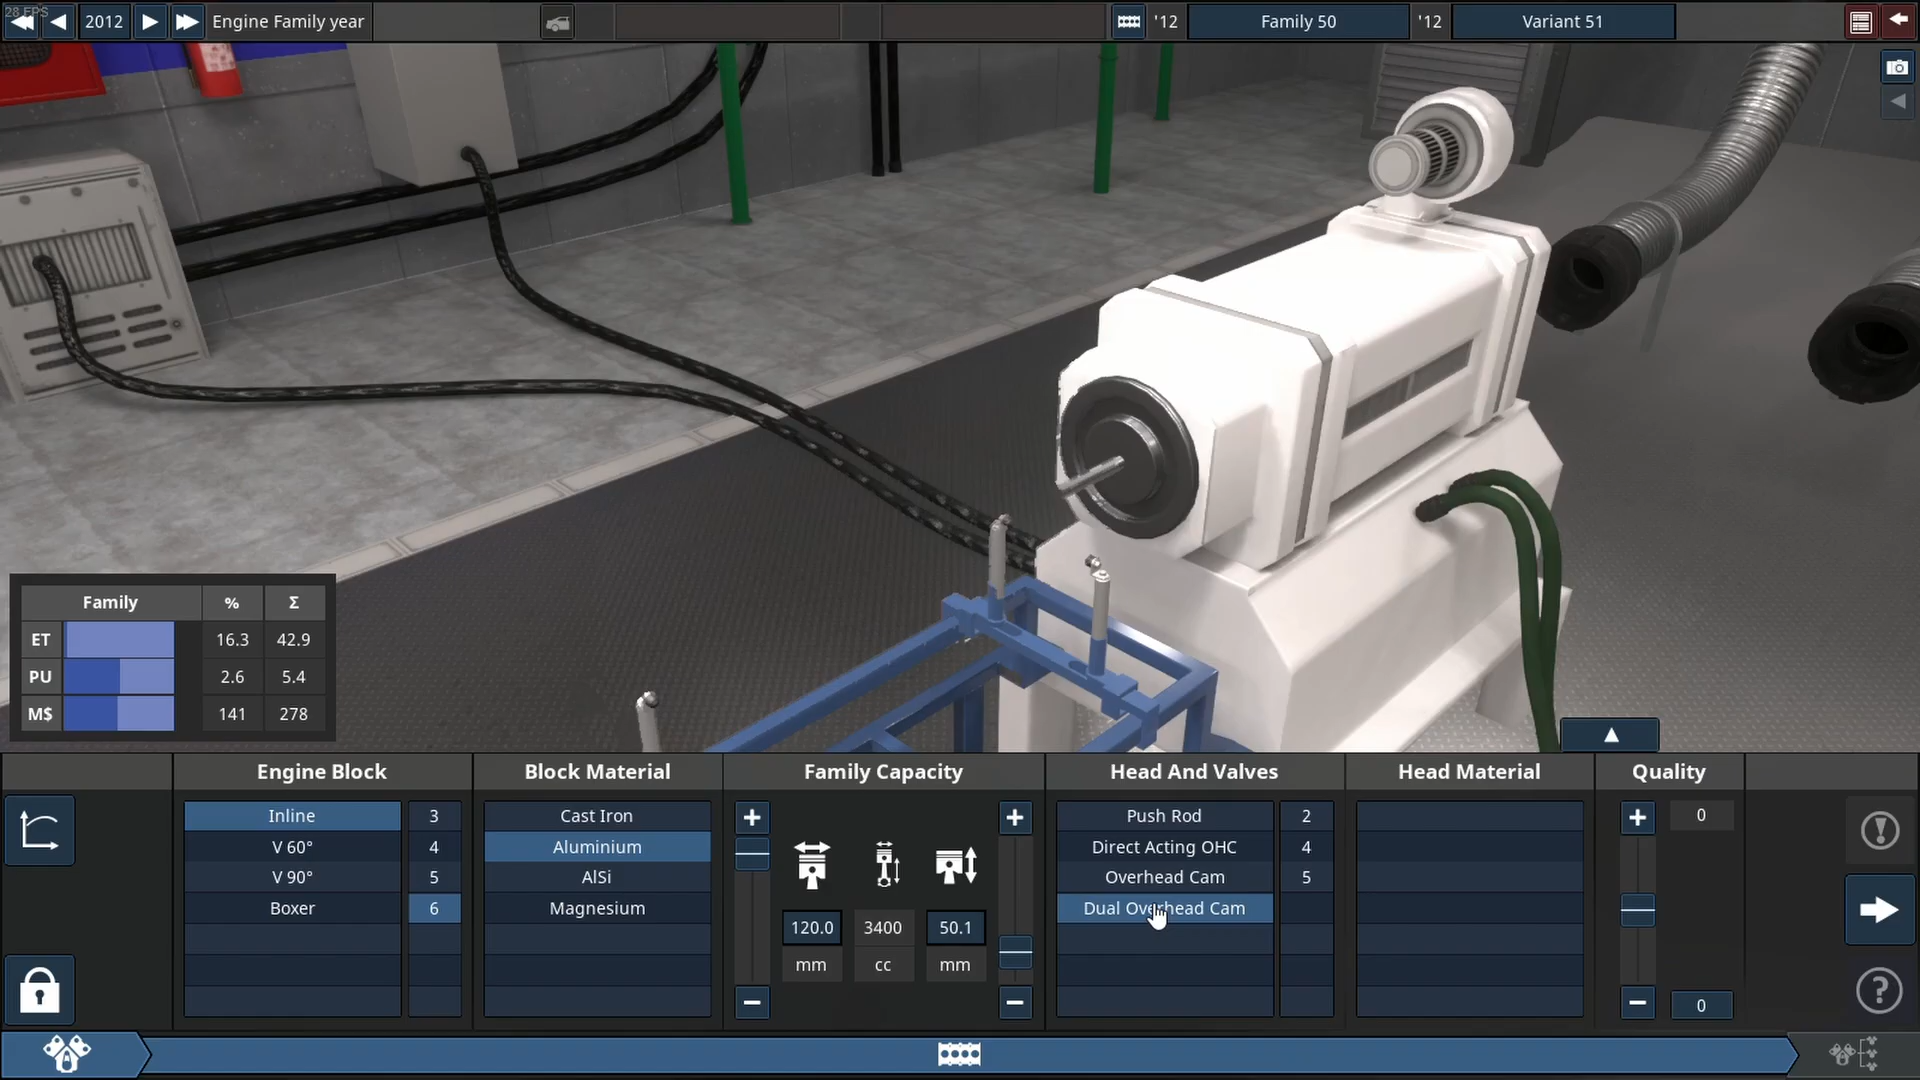 28 FPS
2012 Engine Family year '12 Family 50 '12 Variant 51
Family % Σ
ET 16.3 42.9
PU 2.6 5.4
M$ 141 278
Engine Block Block Material Family Capacity Head And Valves Head Material Quality
Inline 3 Cast Iron + + Push Rod 2 + 0
V 60° 4 Aluminium Direct Acting OHC 4
V 90° 5 AlSi Overhead Cam 5
Boxer 6 Magnesium Dual Overhead Cam
120.0 3400 50.1
mm cc mm
− − − 0
?